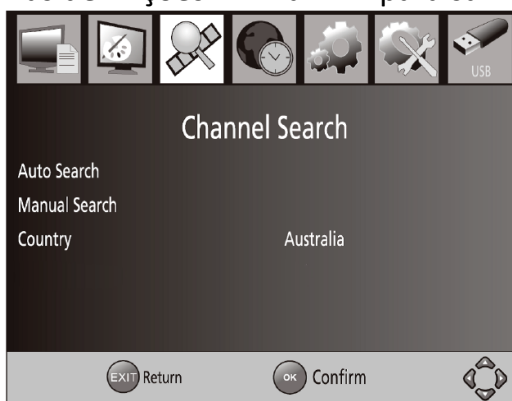 USB
Channel Search
Auto Search
Manual Search
Country Australia
EXIT Return OK Confirm